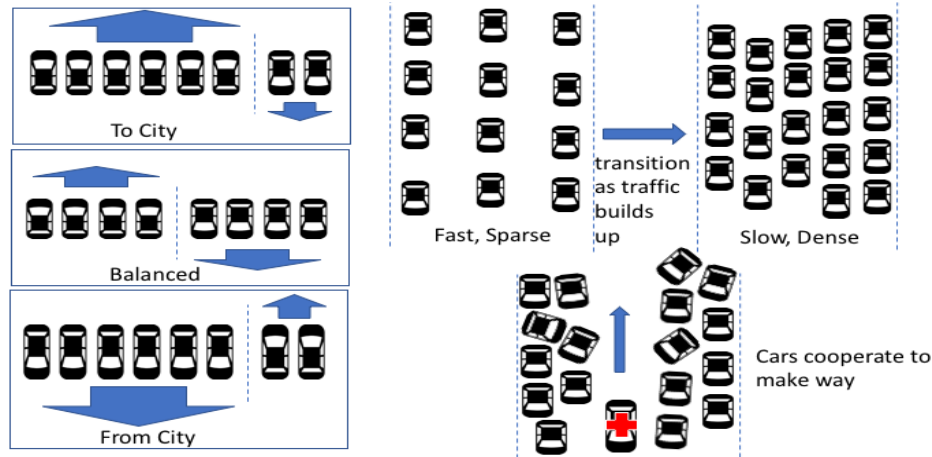 To City
Balanced
From City
Fast, Sparse
transition
as traffic
builds
up
Slow, Dense
Cars cooperate to
make way